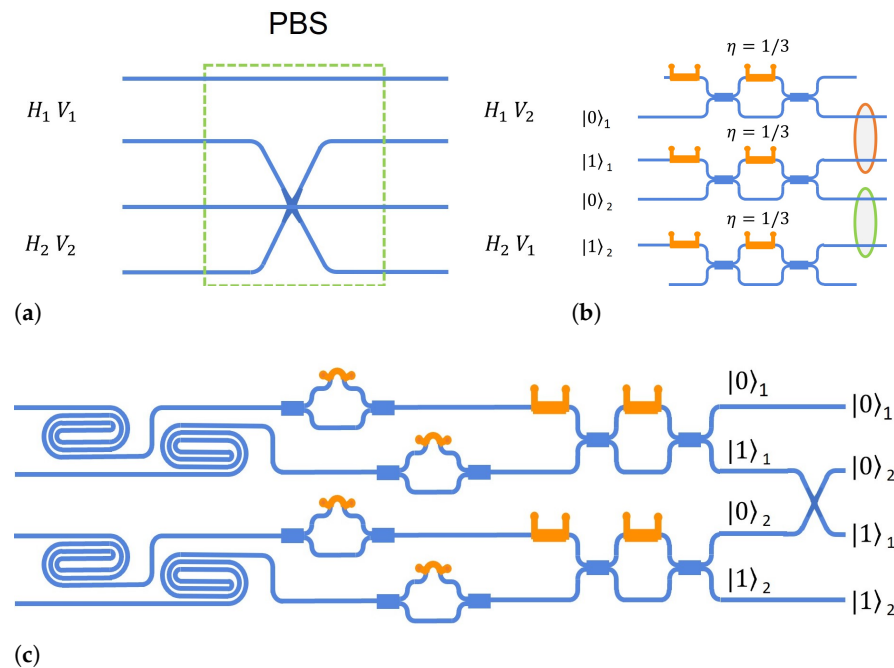 PBS
H₁ V₁
H₂ V₂
H₁ V₂
H₂ V₁
(a)
η = 1/3
|0⟩₁
η = 1/3
|1⟩₁
|0⟩₂
η = 1/3
|1⟩₂
(b)
|0⟩₁
|0⟩₁
|1⟩₁
|0⟩₂
|0⟩₂
|1⟩₁
|1⟩₂
|1⟩₂
(c)